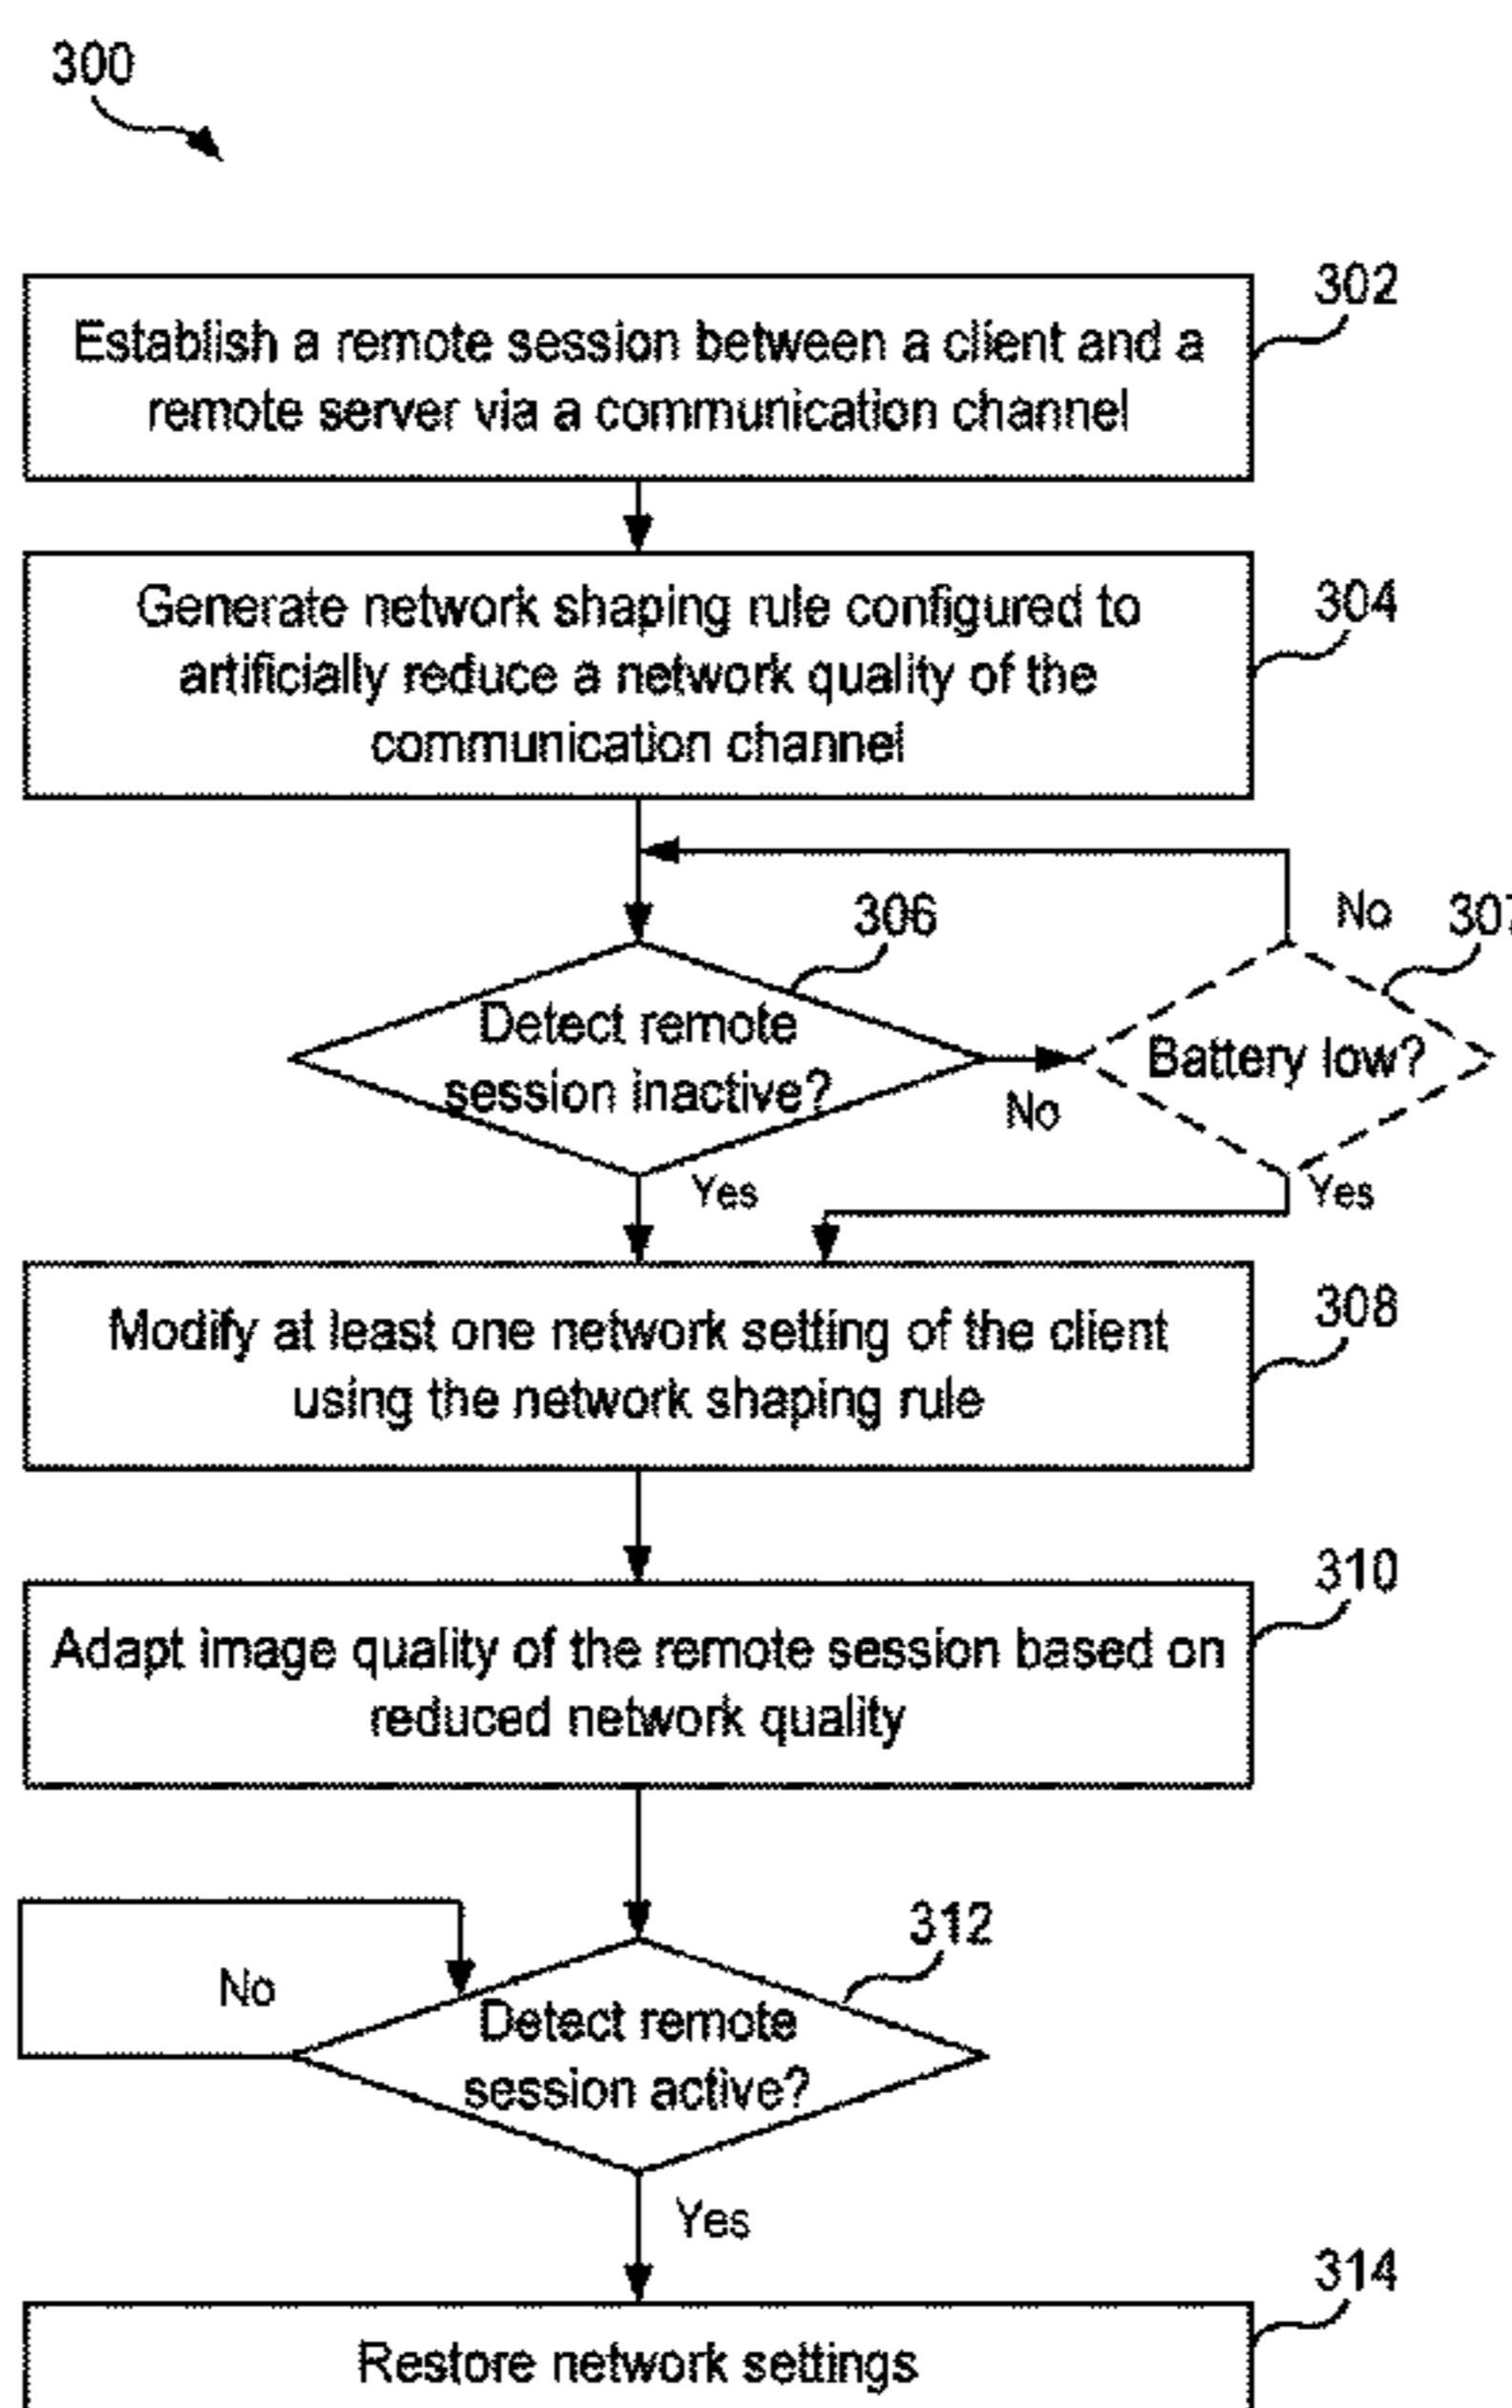 300
302
Establish a remote session between a client and a
remote server via a communication channel
304
Generate network shaping rule configured to
artificially reduce a network quality of the
communication channel
306
No
307
Detect remote
session inactive?
No
Battery low?
Yes
Yes
308
Modify at least one network setting of the client
using the network shaping rule
310
Adapt image quality of the remote session based on
reduced network quality
312
No
Detect remote
session active?
Yes
314
Restore network settings